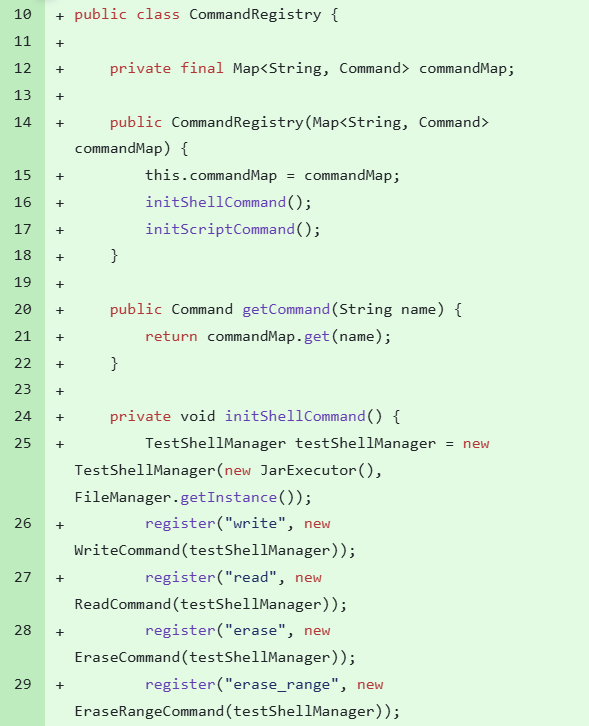 10 + public class CommandRegistry {
11 +
12 +     private final Map<String, Command> commandMap;
13 +
14 +     public CommandRegistry(Map<String, Command>
commandMap) {
15 +         this.commandMap = commandMap;
16 +         initShellCommand();
17 +         initScriptCommand();
18 +     }
19 +
20 +     public Command getCommand(String name) {
21 +         return commandMap.get(name);
22 +     }
23 +
24 +     private void initShellCommand() {
25 +         TestShellManager testShellManager = new
TestShellManager(new JarExecutor(),
FileManager.getInstance());
26 +         register("write", new
WriteCommand(testShellManager));
27 +         register("read", new
ReadCommand(testShellManager));
28 +         register("erase", new
EraseCommand(testShellManager));
29 +         register("erase_range", new
EraseRangeCommand(testShellManager));